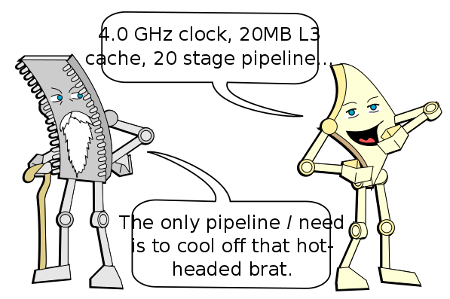 4.0 GHz clock, 20MB L3
cache, 20 stage pipeline...
The only pipeline I need
is to cool off that hot-
headed brat.